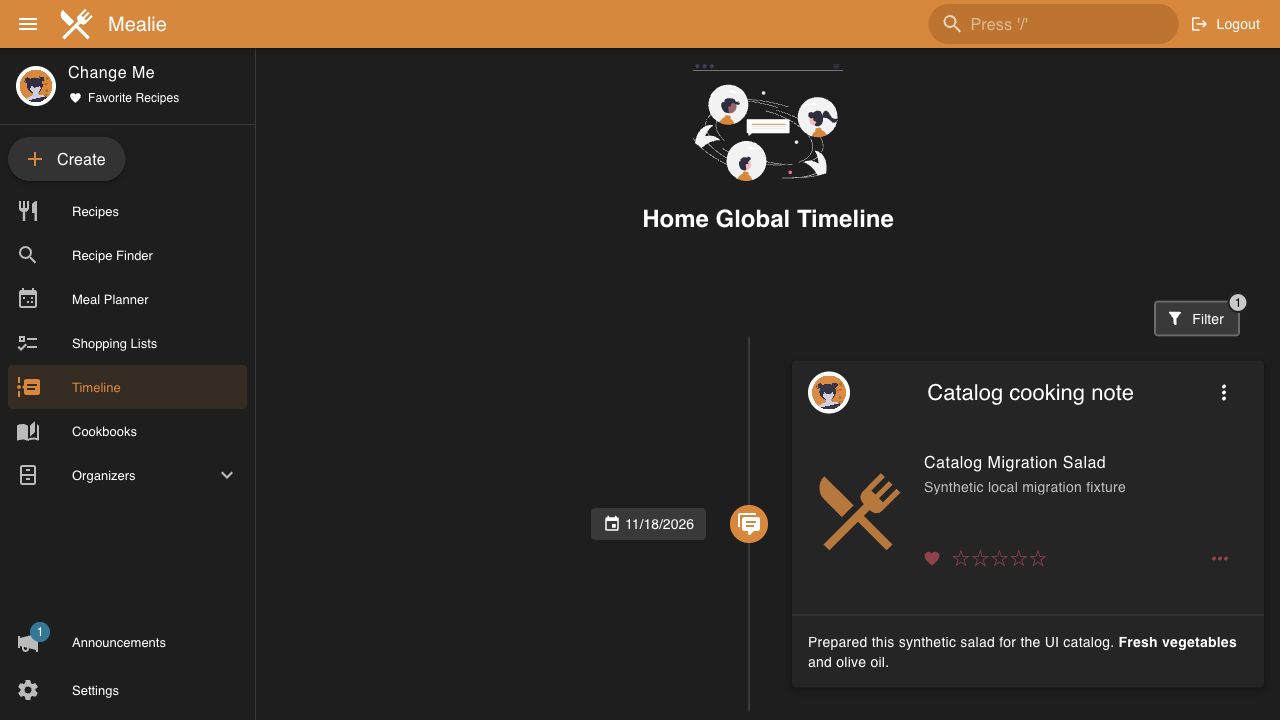 Mealie
Press '/'
Logout
Change Me
Favorite Recipes
Create
Recipes
Recipe Finder
Meal Planner
Shopping Lists
Timeline
Cookbooks
Organizers
1
Announcements
Settings
Home Global Timeline
1
Filter
Catalog cooking note
Catalog Migration Salad
Synthetic local migration fixture
11/18/2026
Prepared this synthetic salad for the UI catalog. Fresh vegetables
and olive oil.